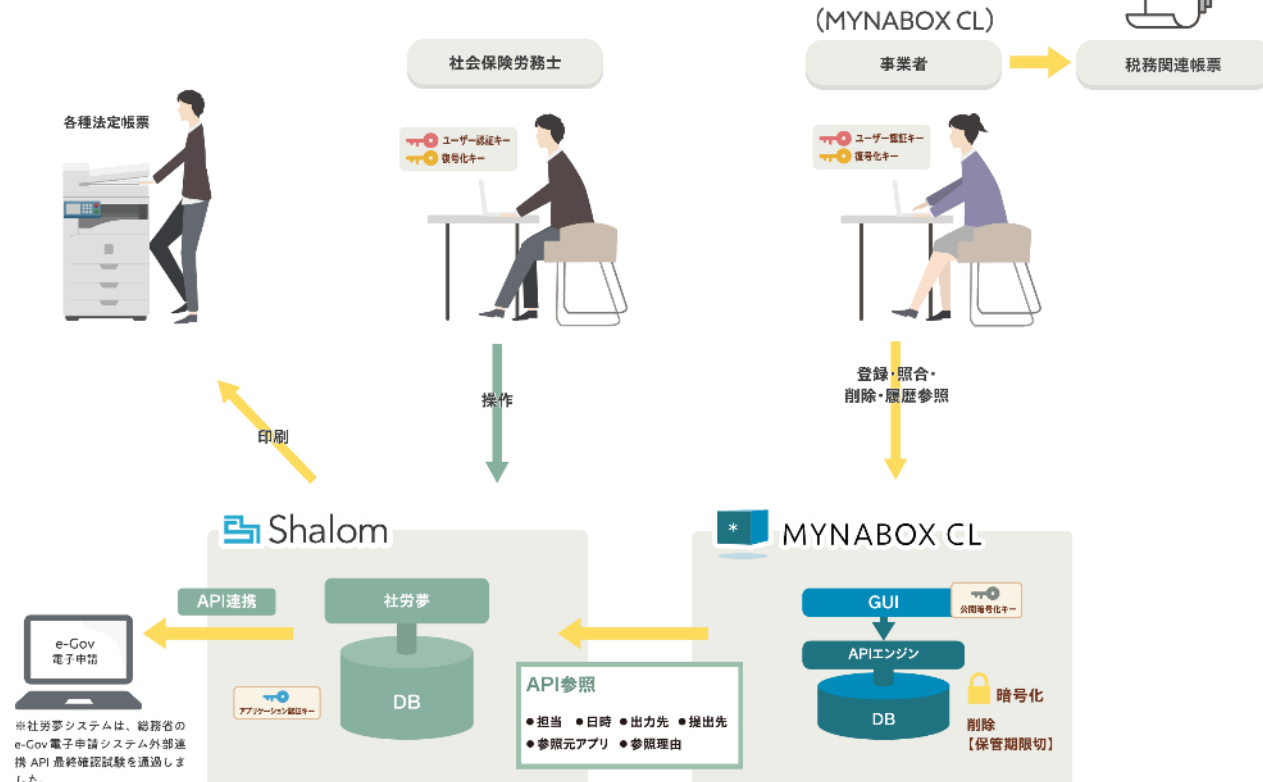 (MYNABOX CL)
社会保険労務士
事業者
税務関連帳票
各種法定帳票
ユーザー認証キー
復号化キー
ユーザー認証キー
復号化キー
登録・照合・
削除・履歴参照
操作
印刷
Shalom
* MYNABOX CL
API連携
社労夢
GUI
公開暗号化キー
e-Gov
電子申請
APIエンジン
API参照
DB
アプリケーション認証キー
●担当 ●日時 ●出力先 ●提出先
●参照元アプリ ●参照理由
DB
暗号化
削除
【保管期限切】
※社労夢システムは、総務省の
e-Gov電子申請システム外部連
携 API 最終確認試験を通過しま
した。